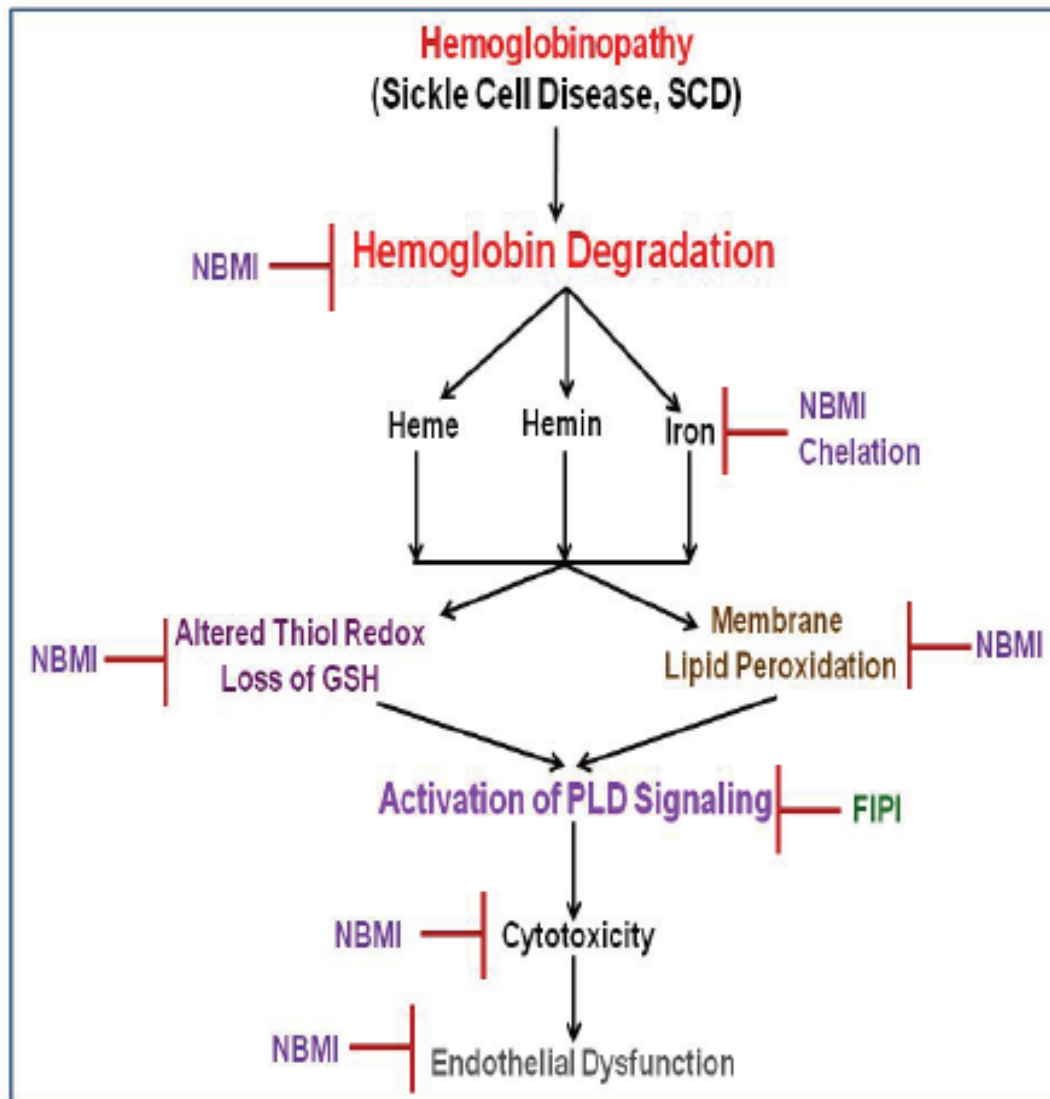 Hemoglobinopathy
(Sickle Cell Disease, SCD)
NBMI
Hemoglobin Degradation
Heme
Hemin
Iron
NBMI
Chelation
NBMI
Altered Thiol Redox
Loss of GSH
Membrane
Lipid Peroxidation
NBMI
Activation of PLD Signaling
FIPI
NBMI
Cytotoxicity
NBMI
Endothelial Dysfunction